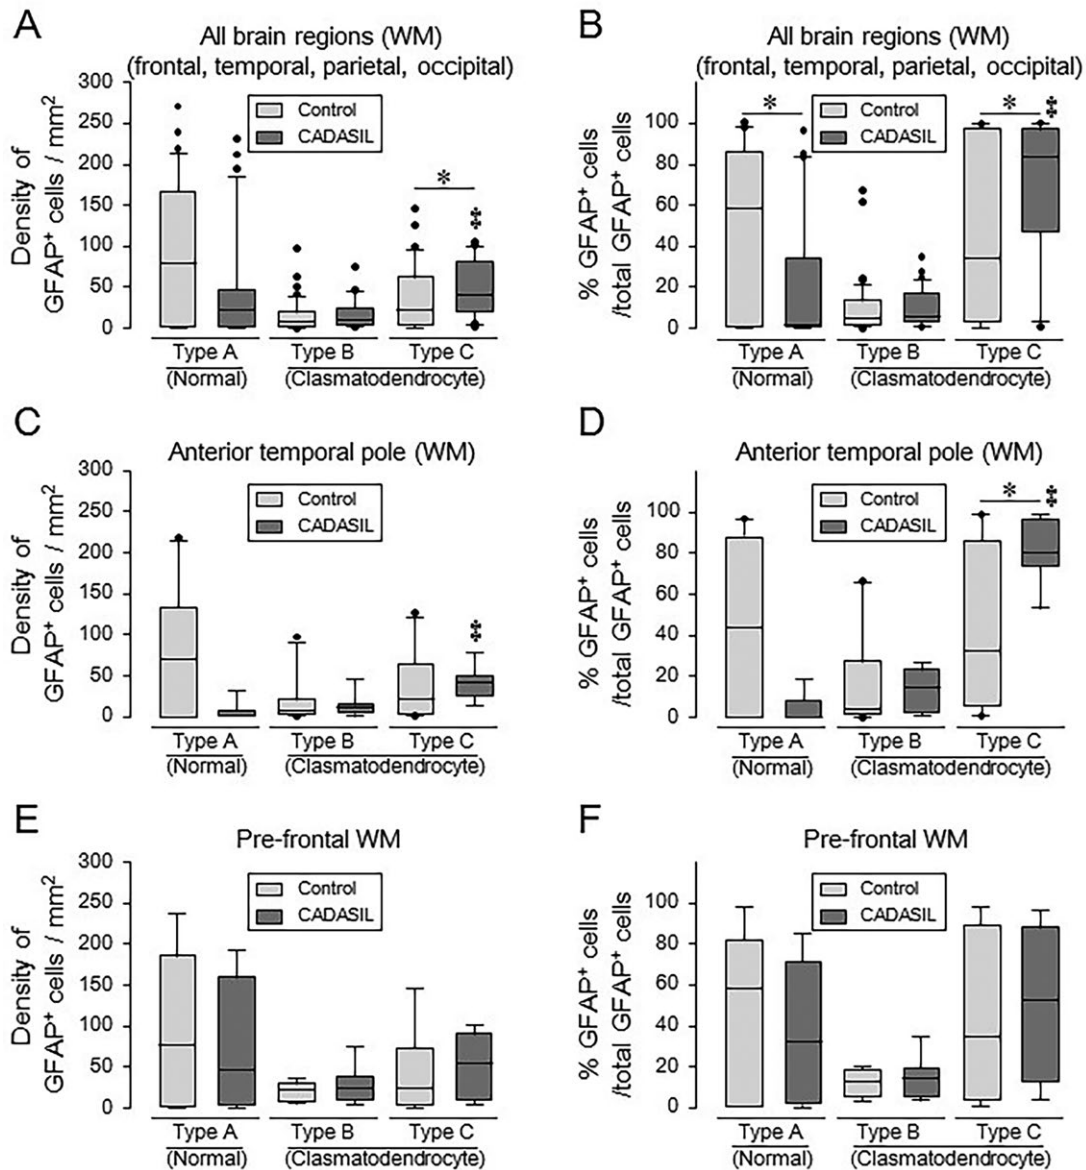 A
All brain regions (WM)
(frontal, temporal, parietal, occipital)
Density of
GFAP⁺ cells / mm²
300
250
200
150
100
50
0
Control
CADASIL
*
‡
Type A
Type B
Type C
(Normal)
(Clasmatodendrocyte)
B
All brain regions (WM)
(frontal, temporal, parietal, occipital)
% GFAP⁺ cells
/total GFAP⁺ cells
100
80
60
40
20
0
Control
CADASIL
*
*
‡
Type A
Type B
Type C
(Normal)
(Clasmatodendrocyte)
C
Anterior temporal pole (WM)
Density of
GFAP⁺ cells / mm²
300
250
200
150
100
50
0
Control
CADASIL
‡
Type A
Type B
Type C
(Normal)
(Clasmatodendrocyte)
D
Anterior temporal pole (WM)
% GFAP⁺ cells
/total GFAP⁺ cells
100
80
60
40
20
0
Control
CADASIL
*
‡
Type A
Type B
Type C
(Normal)
(Clasmatodendrocyte)
E
Pre-frontal WM
Density of
GFAP⁺ cells / mm²
300
250
200
150
100
50
0
Control
CADASIL
Type A
Type B
Type C
(Normal)
(Clasmatodendrocyte)
F
Pre-frontal WM
% GFAP⁺ cells
/total GFAP⁺ cells
100
80
60
40
20
0
Control
CADASIL
Type A
Type B
Type C
(Normal)
(Clasmatodendrocyte)